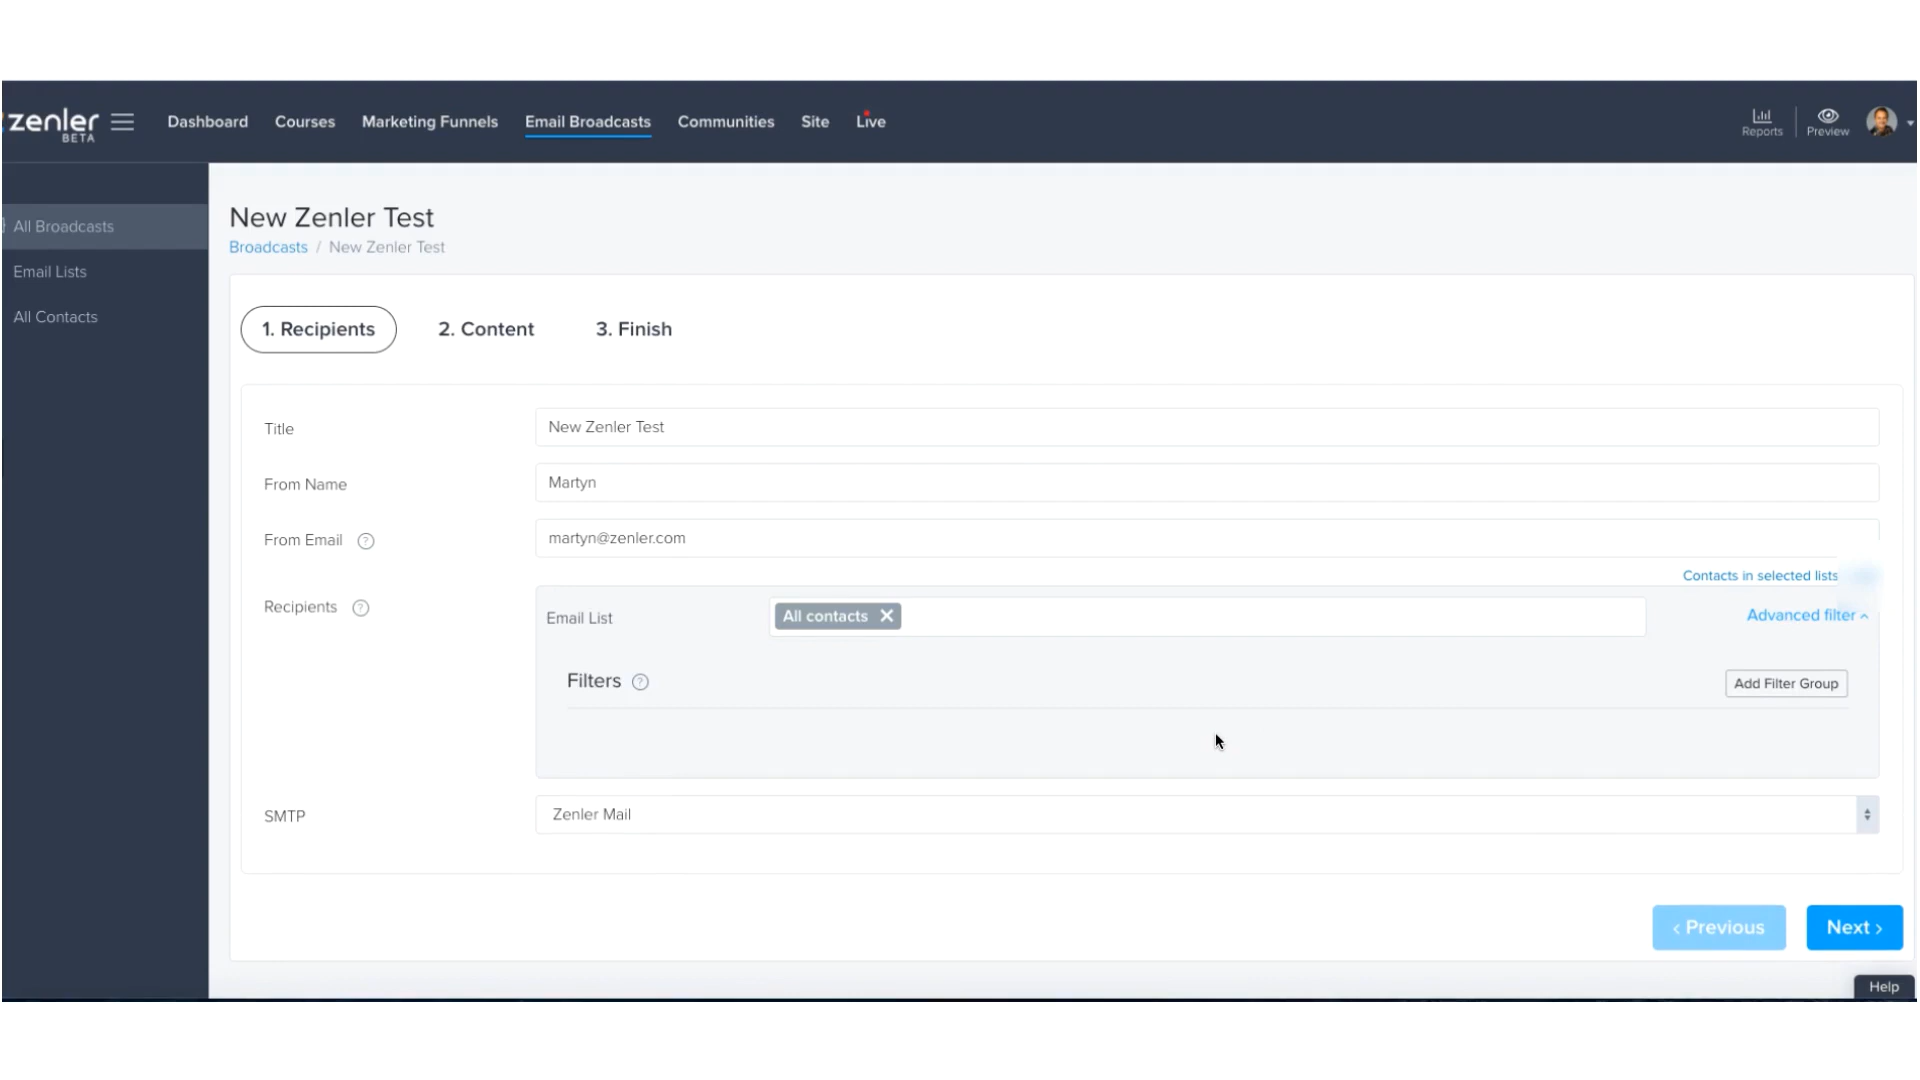 zenler
BETA
Dashboard Courses Marketing Funnels Email Broadcasts Communities Site Live
Reports Preview
All Broadcasts
Email Lists
All Contacts
New Zenler Test
Broadcasts / New Zenler Test
1. Recipients 2. Content 3. Finish
Title New Zenler Test
From Name Martyn
From Email ? martyn@zenler.com
Contacts in selected lists
Recipients ? Email List All contacts ✕ Advanced filter
Filters ? Add Filter Group
SMTP Zenler Mail
‹ Previous Next ›
Help